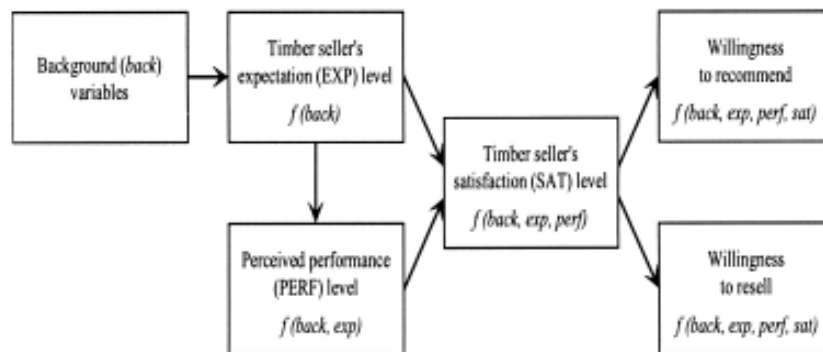 Background (back)
variables
Timber seller's
expectation (EXP) level
f (back)
Perceived performance
(PERF) level
f (back, exp)
Timber seller's
satisfaction (SAT) level
f (back, exp, perf)
Willingness
to recommend
f (back, exp, perf, sat)
Willingness
to resell
f (back, exp, perf, sat)